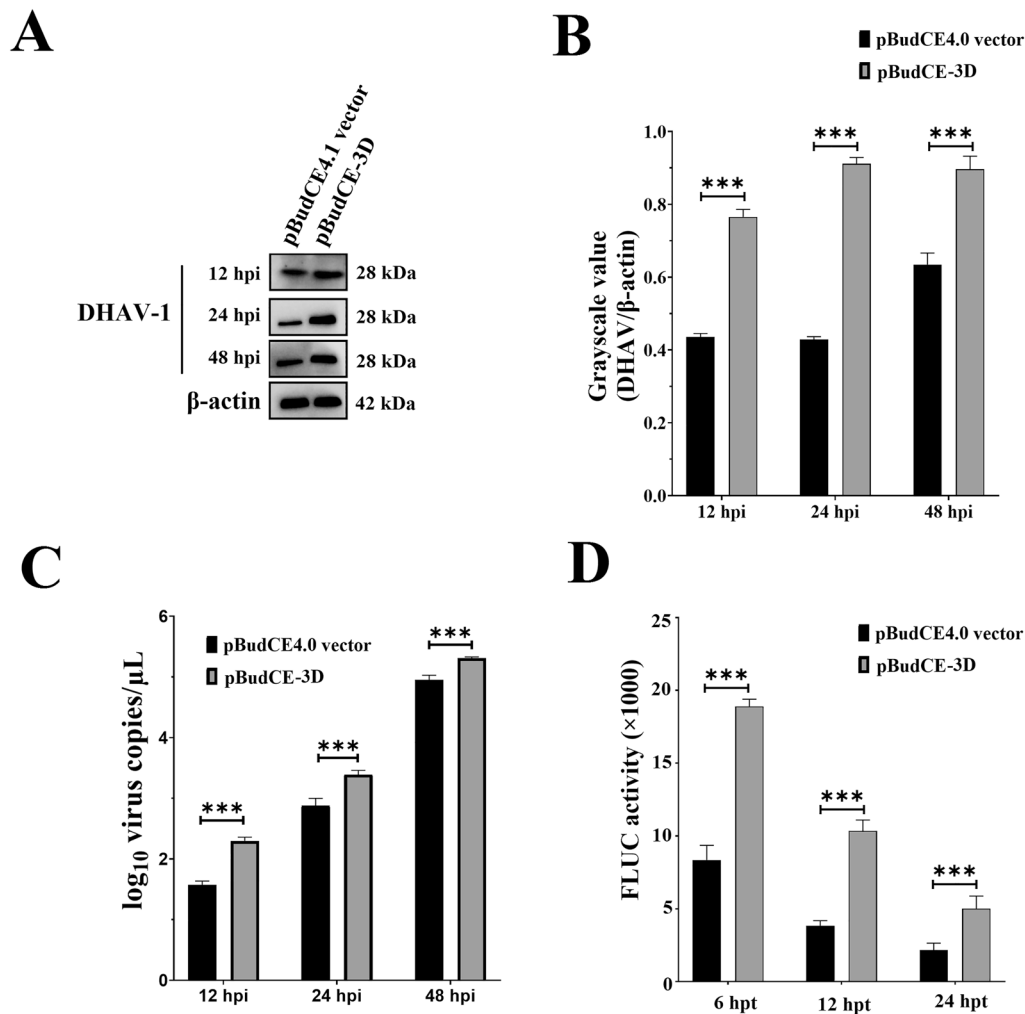 A
pBudCE4.1 vector
pBudCE-3D
DHAV-1
12 hpi
28 kDa
24 hpi
28 kDa
48 hpi
28 kDa
β-actin
42 kDa
B
pBudCE4.0 vector
pBudCE-3D
Grayscale value
(DHAV/β-actin)
1.0
0.8
0.6
0.4
0.2
0.0
***
***
***
12 hpi
24 hpi
48 hpi
C
pBudCE4.0 vector
pBudCE-3D
log₁₀ virus copies/μL
6
4
2
0
***
***
***
12 hpi
24 hpi
48 hpi
D
pBudCE4.0 vector
pBudCE-3D
FLUC activity (×1000)
25
20
15
10
5
0
***
***
***
6 hpt
12 hpt
24 hpt